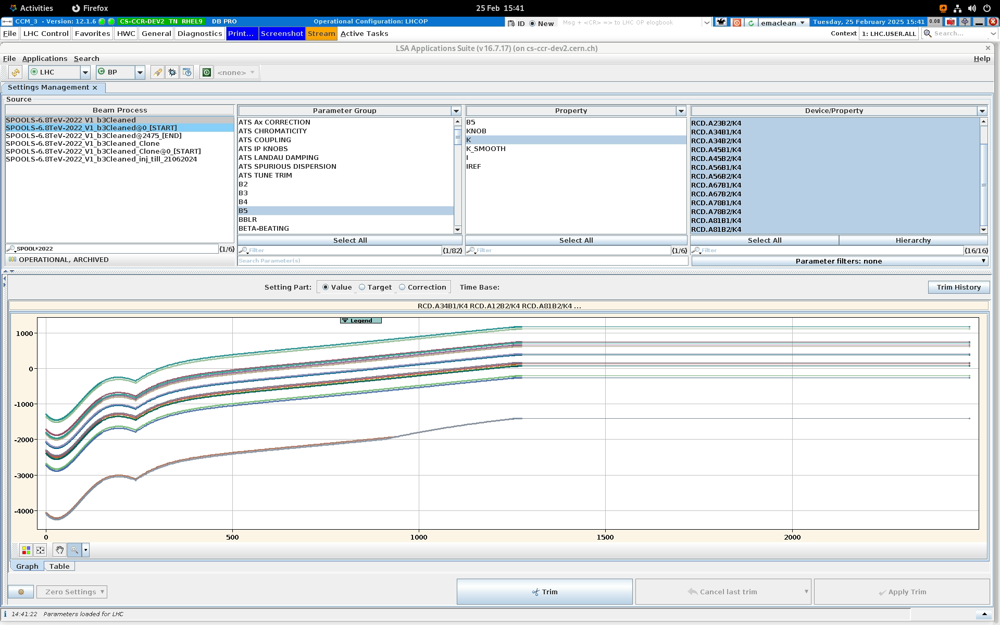 Activities Firefox 25 Feb 15:41
CCM_3 - Version: 12.1.6 CS-CCR-DEV2 TN RHEL9 DB PRO Operational Configuration: LHCOP ID New Msg + <CR> => to LHC OP elogbook emaclean Tuesday, 25 February 2025 15:41 0.08
File LHC Control Favorites HWC General Diagnostics Print... Screenshot Stream Active Tasks Context 1: LHC.USER.ALL Search...
LSA Applications Suite (v 16.7.17) (on cs-ccr-dev2.cern.ch)
File Applications Search Help
LHC BP <none>
Settings Management
Source
Beam Process
SPOOLS-6.8TeV-2022_V1_b3Cleaned
SPOOLS-6.8TeV-2022_V1_b3Cleaned@0_[START]
SPOOLS-6.8TeV-2022_V1_b3Cleaned@2475_[END]
SPOOLS-6.8TeV-2022_V1_b3Cleaned_Clone
SPOOLS-6.8TeV-2022_V1_b3Cleaned_Clone@0_[START]
SPOOLS-6.8TeV-2022_V1_b3Cleaned_inj_till_21062024
SPOOL*2022 (1/6)
OPERATIONAL, ARCHIVED
Parameter Group
ATS Ax CORRECTION
ATS CHROMATICITY
ATS COUPLING
ATS IP KNOBS
ATS LANDAU DAMPING
ATS SPURIOUS DISPERSION
ATS TUNE TRIM
B2
B3
B4
B5
BBLR
BETA-BEATING
Select All
Filter (1/82)
Search Parameter(s)
Property
B5
KNOB
K
K_SMOOTH
I
IREF
Select All
Filter (1/6)
Device/Property
RCD.A23B2/K4
RCD.A34B1/K4
RCD.A34B2/K4
RCD.A45B1/K4
RCD.A45B2/K4
RCD.A56B1/K4
RCD.A56B2/K4
RCD.A67B1/K4
RCD.A67B2/K4
RCD.A78B1/K4
RCD.A78B2/K4
RCD.A81B1/K4
RCD.A81B2/K4
Select All Hierarchy
Filter (16/16)
Parameter filters: none
Setting Part: Value Target Correction Time Base: Trim History
RCD.A34B1/K4 RCD.A12B2/K4 RCD.A81B2/K4 ...
Legend
1000
0
-1000
-2000
-3000
-4000
0 500 1000 1500 2000
Graph Table
Zero Settings Trim Cancel last trim Apply Trim
14:41:22 Parameters loaded for LHC